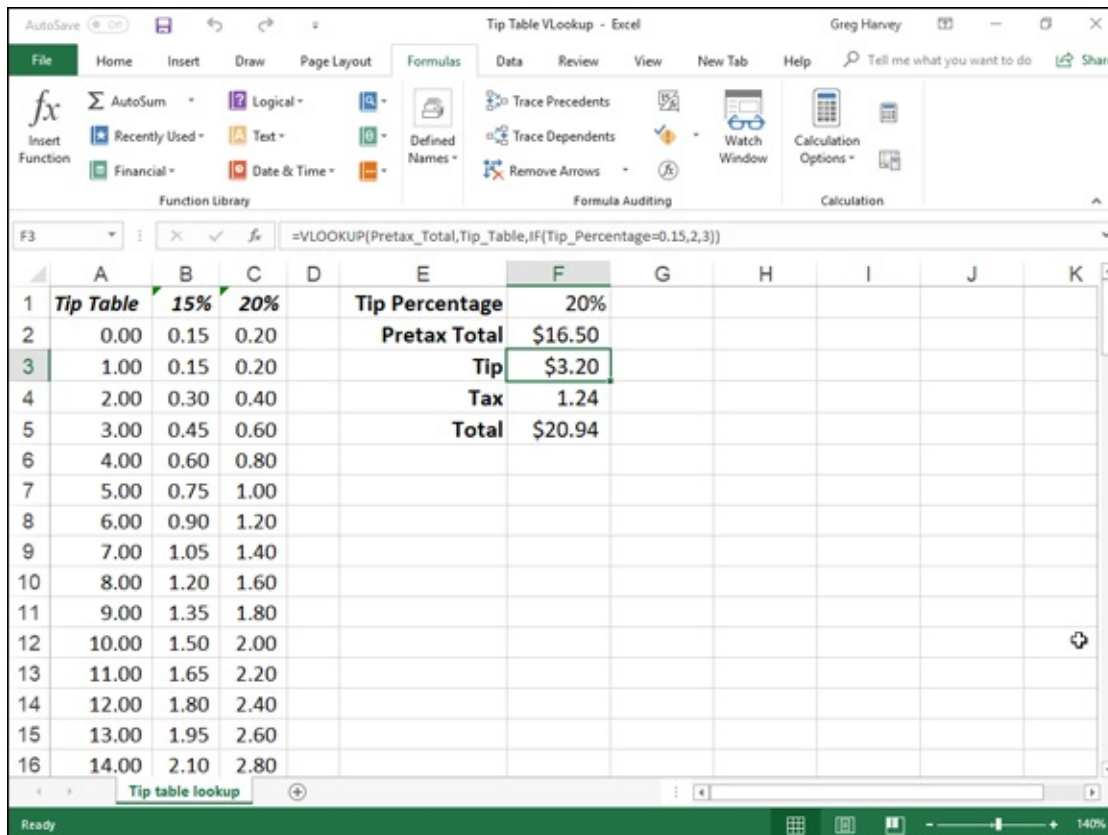 AutoSave Off Tip Table VLookup - Excel Greg Harvey
File Home Insert Draw Page Layout Formulas Data Review View New Tab Help Tell me what you want to do Shar
fx Insert Function
Σ AutoSum
Recently Used
Financial
Logical
Text
Date & Time
Function Library
Defined Names
Trace Precedents
Trace Dependents
Remove Arrows
Formula Auditing
Watch Window
Calculation Options
Calculation
F3 fx =VLOOKUP(Pretax_Total,Tip_Table,IF(Tip_Percentage=0.15,2,3))
A B C D E F G H I J K
1 Tip Table 15% 20% Tip Percentage 20%
2 0.00 0.15 0.20 Pretax Total $16.50
3 1.00 0.15 0.20 Tip $3.20
4 2.00 0.30 0.40 Tax 1.24
5 3.00 0.45 0.60 Total $20.94
6 4.00 0.60 0.80
7 5.00 0.75 1.00
8 6.00 0.90 1.20
9 7.00 1.05 1.40
10 8.00 1.20 1.60
11 9.00 1.35 1.80
12 10.00 1.50 2.00
13 11.00 1.65 2.20
14 12.00 1.80 2.40
15 13.00 1.95 2.60
16 14.00 2.10 2.80
Tip table lookup
Ready 140%